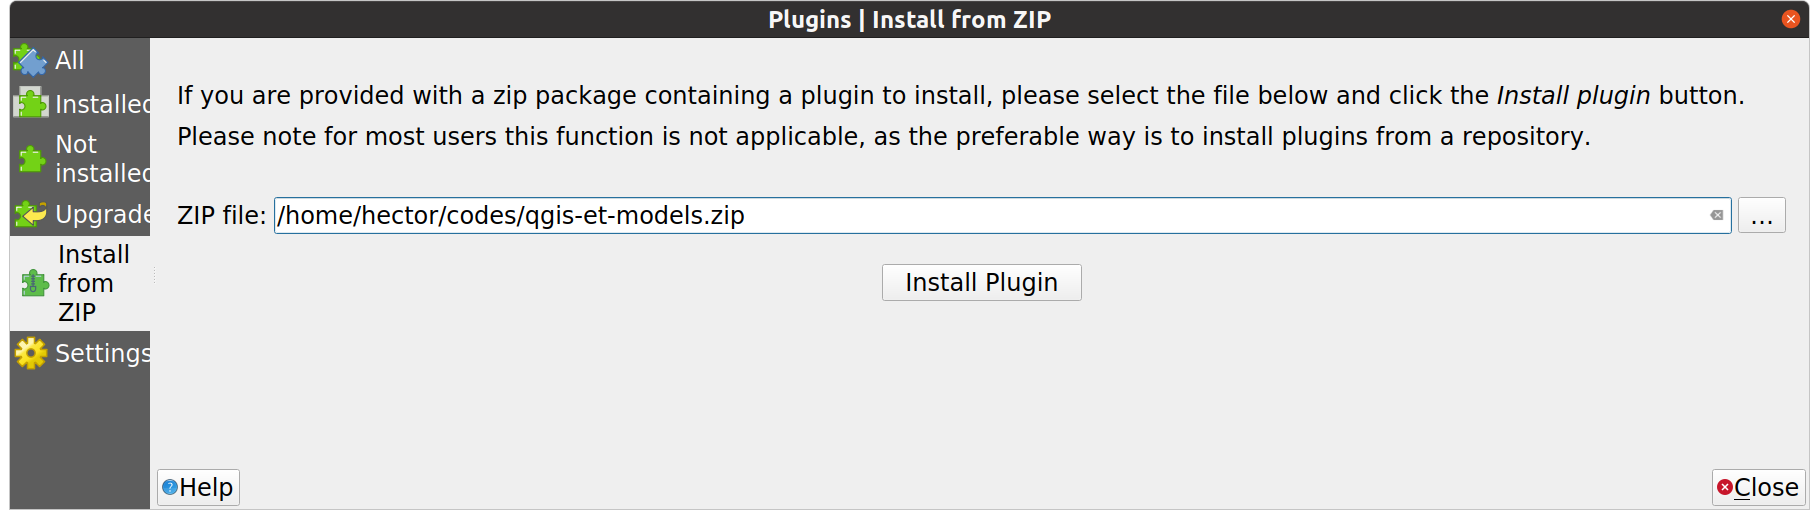 Plugins | Install from ZIP
All
Installed
Not
installed
Upgrade
Install
from
ZIP
Settings
If you are provided with a zip package containing a plugin to install, please select the file below and click the Install plugin button.
Please note for most users this function is not applicable, as the preferable way is to install plugins from a repository.
ZIP file: /home/hector/codes/qgis-et-models.zip ...
Install Plugin
Help
Close